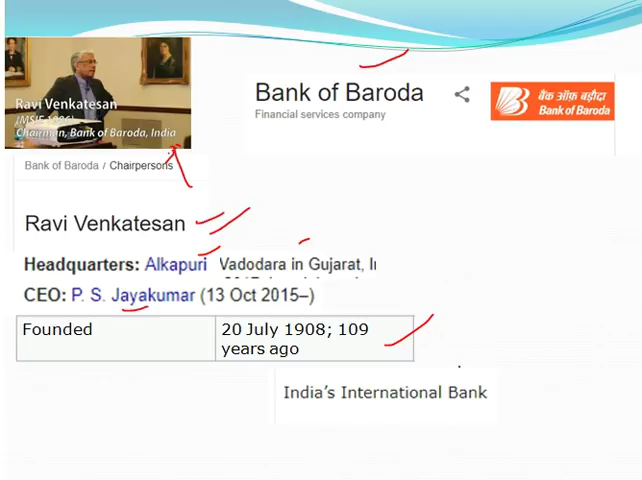 Ravi Venkatesan
(MSIE 1986)
Chairman, Bank of Baroda, India
Bank of Baroda
Financial services company
बैंक ऑफ़ बड़ौदा
Bank of Baroda
Bank of Baroda / Chairpersons
Ravi Venkatesan
Headquarters: Alkapuri Vadodara in Gujarat, I
CEO: P. S. Jayakumar (13 Oct 2015–)
Founded 20 July 1908; 109
years ago
India's International Bank